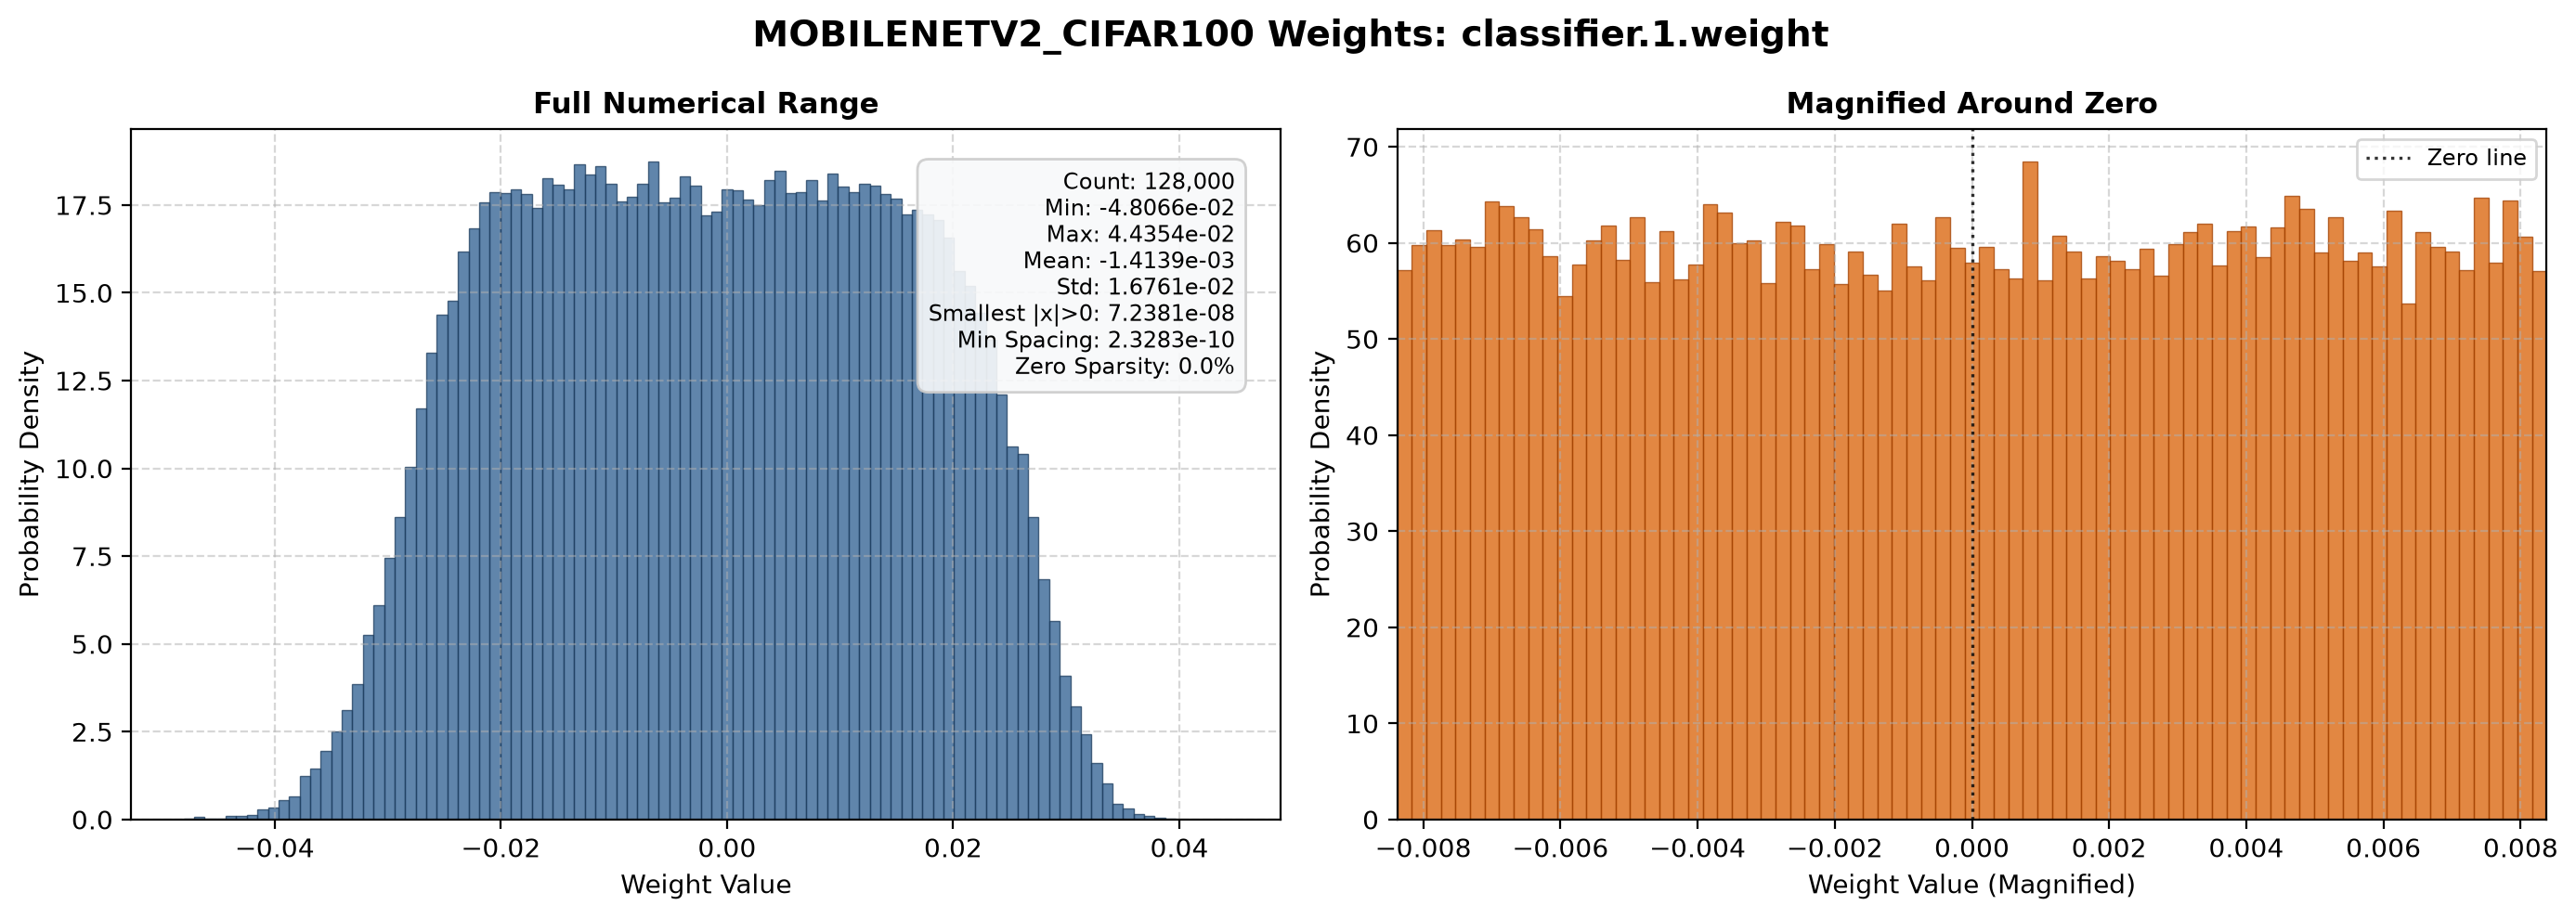 MOBILENETV2_CIFAR100 Weights: classifier.1.weight
Full Numerical Range
Probability Density
17.5
15.0
12.5
10.0
7.5
5.0
2.5
0.0
Count: 128,000
Min: -4.8066e-02
Max: 4.4354e-02
Mean: -1.4139e-03
Std: 1.6761e-02
Smallest |x|>0: 7.2381e-08
Min Spacing: 2.3283e-10
Zero Sparsity: 0.0%
−0.04 −0.02 0.00 0.02 0.04
Weight Value
Magnified Around Zero
Probability Density
70
60
50
40
30
20
10
0
Zero line
−0.008 −0.006 −0.004 −0.002 0.000 0.002 0.004 0.006 0.008
Weight Value (Magnified)